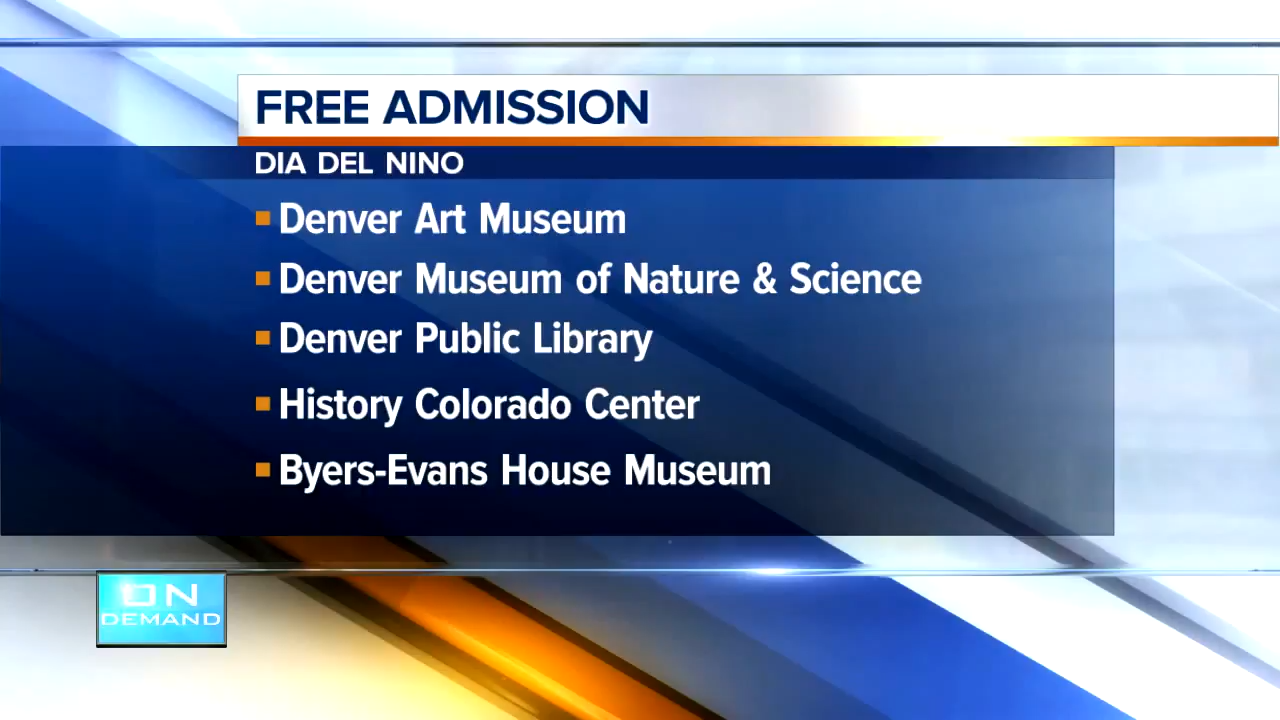 FREE ADMISSION
DIA DEL NINO
Denver Art Museum
Denver Museum of Nature & Science
Denver Public Library
History Colorado Center
Byers-Evans House Museum
ON
DEMAND